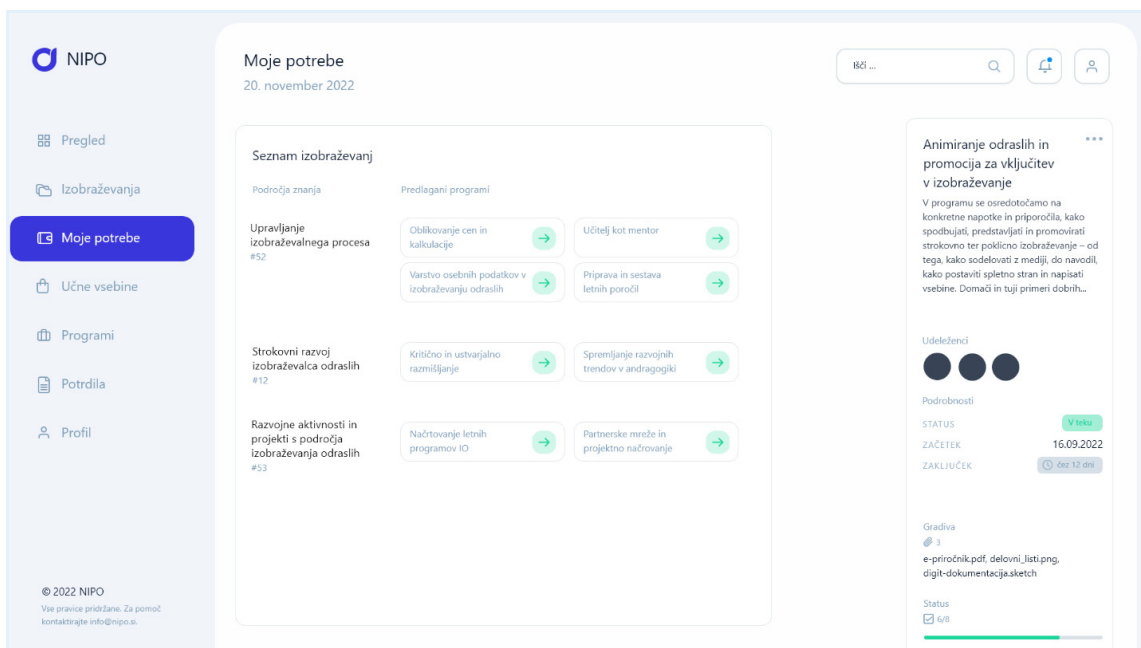 NIPO
Pregled
Izobraževanja
Moje potrebe
Učne vsebine
Programi
Potrdila
Profil
© 2022 NIPO
Vse pravice pridržane. Za pomoč
kontaktirajte info@nipo.si.
Moje potrebe
20. november 2022
Išči ...
Seznam izobraževanj
Področja znanja
Predlagani programi
Upravljanje
izobraževalnega procesa
#52
Oblikovanje cen in
kalkulacije
Učitelj kot mentor
Varstvo osebnih podatkov v
izobraževanju odraslih
Priprava in sestava
letnih poročil
Strokovni razvoj
izobraževalca odraslih
#12
Kritično in ustvarjalno
razmišljanje
Spremljanje razvojnih
trendov v andragogiki
Razvojne aktivnosti in
projekti s področja
izobraževanja odraslih
#53
Načrtovanje letnih
programov IO
Partnerske mreže in
projektno načrovanje
Animiranje odraslih in
promocija za vključitev
v izobraževanje
V programu se osredotočamo na
konkretne napotke in priporočila, kako
spodbujati, predstavljati in promovirati
strokovno ter poklicno izobraževanje – od
tega, kako sodelovati z mediji, do navodil,
kako postaviti spletno stran in napisati
vsebine. Domači in tuji primeri dobrih...
Udeleženci
Podrobnosti
STATUS
V teku
ZAČETEK
16.09.2022
ZAKLJUČEK
čez 12 dni
Gradiva
3
e-priročnik.pdf, delovni_listi.png,
digit-dokumentacija.sketch
Status
6/8